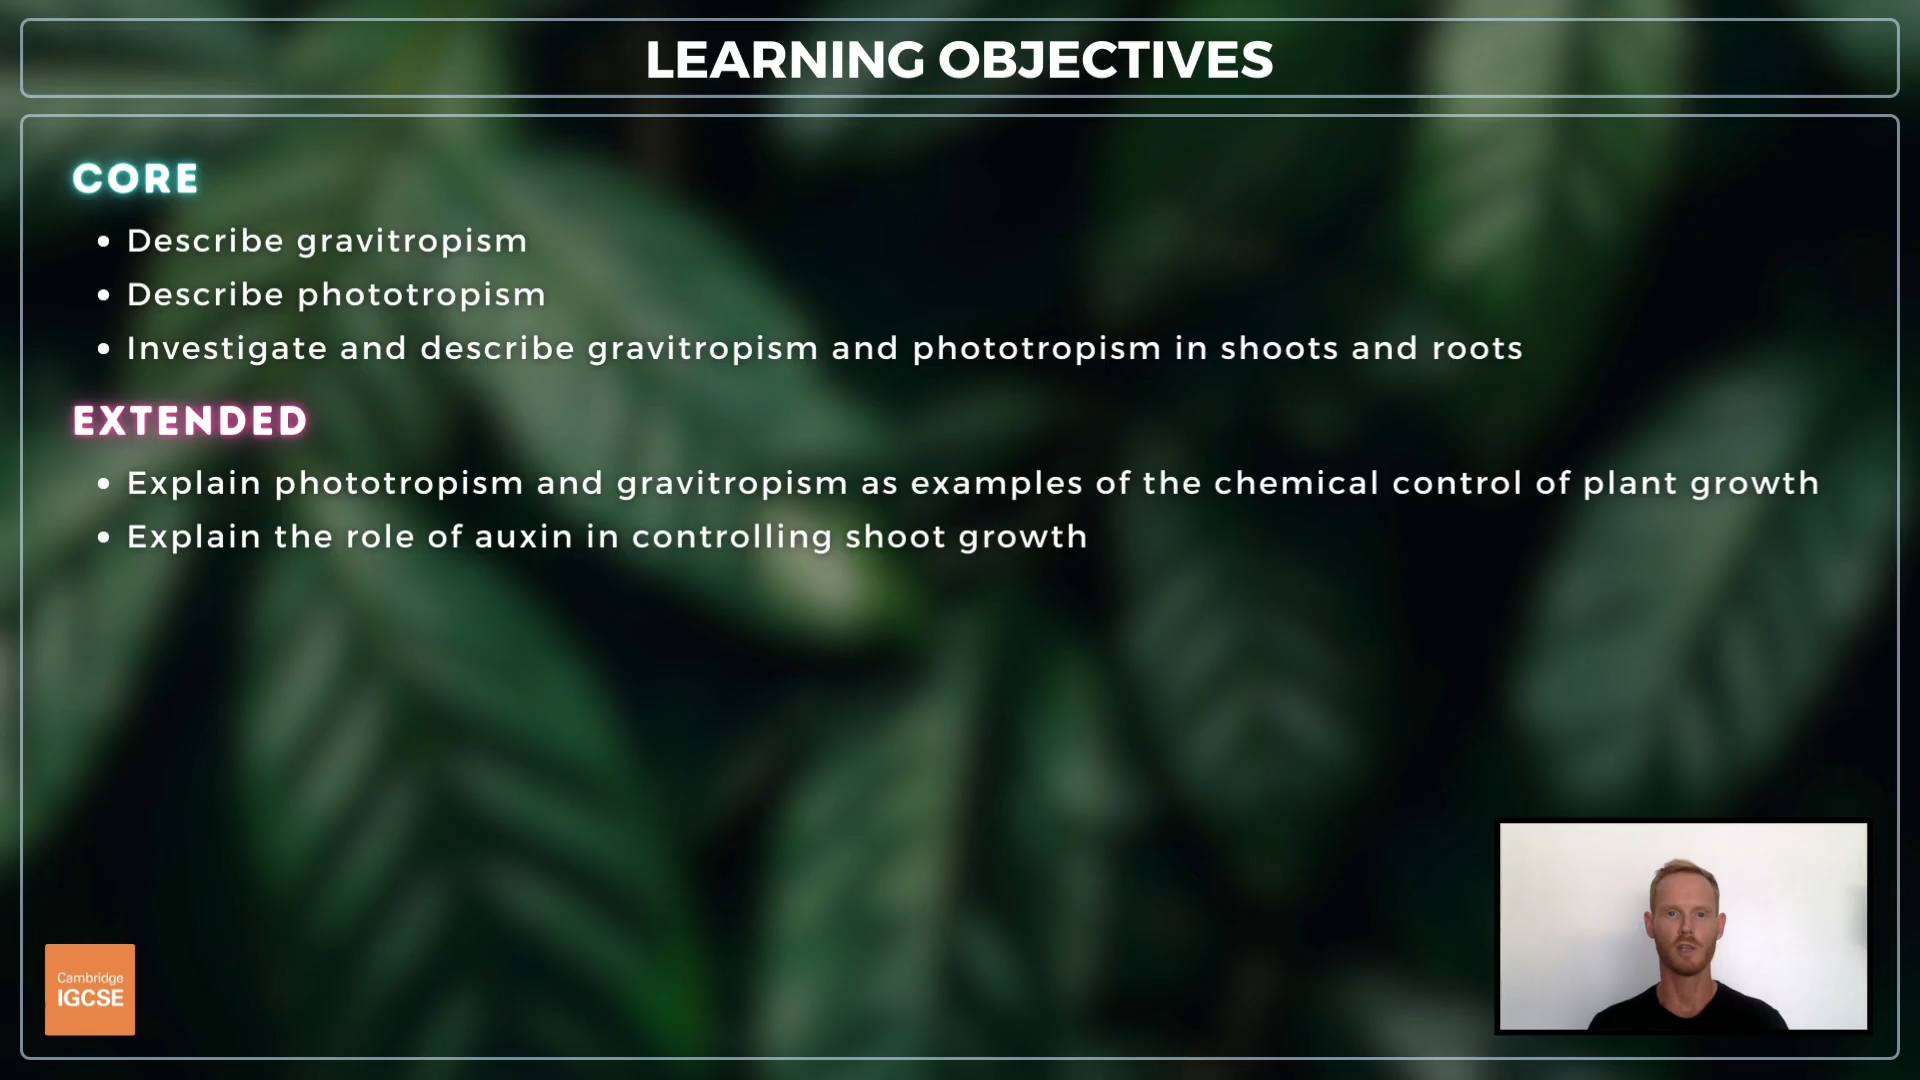 LEARNING OBJECTIVES
CORE
• Describe gravitropism
• Describe phototropism
• Investigate and describe gravitropism and phototropism in shoots and roots
EXTENDED
• Explain phototropism and gravitropism as examples of the chemical control of plant growth
• Explain the role of auxin in controlling shoot growth
Cambridge
IGCSE